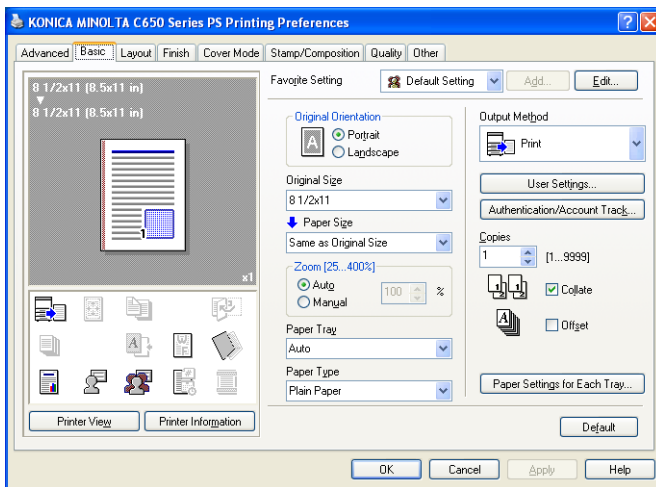 KONICA MINOLTA C650 Series PS Printing Preferences
Advanced Basic Layout Finish Cover Mode Stamp/Composition Quality Other
8 1/2x11 (8.5x11 in)
8 1/2x11 (8.5x11 in)
1
x1
Printer View Printer Information
Favorite Setting Default Setting Add... Edit...
Original Orientation
A
Portrait
Landscape
Original Size
8 1/2x11
Paper Size
Same as Original Size
Zoom [25...400%]
Auto
Manual
100 %
Paper Tray
Auto
Paper Type
Plain Paper
Output Method
Print
User Settings...
Authentication/Account Track...
Copies
1 [1...9999]
Collate
Offset
Paper Settings for Each Tray...
Default
OK Cancel Apply Help